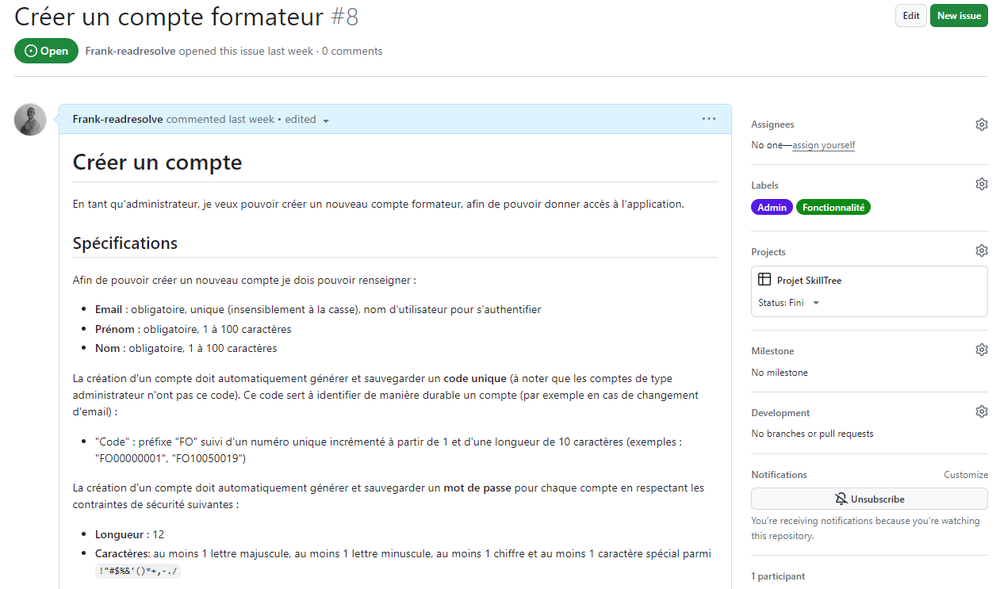 Créer un compte formateur #8
Edit
New issue
Open
Frank-readresolve opened this issue last week · 0 comments
Frank-readresolve commented last week • edited
Créer un compte
En tant qu'administrateur, je veux pouvoir créer un nouveau compte formateur, afin de pouvoir donner accès à l'application.
Spécifications
Afin de pouvoir créer un nouveau compte je dois pouvoir renseigner :
• Email : obligatoire, unique (insensiblement à la casse), nom d'utilisateur pour s'authentifier
• Prénom : obligatoire, 1 à 100 caractères
• Nom : obligatoire, 1 à 100 caractères
La création d'un compte doit automatiquement générer et sauvegarder un code unique (à noter que les comptes de type
administrateur n'ont pas ce code). Ce code sert à identifier de manière durable un compte (par exemple en cas de changement
d'email) :
• "Code" : préfixe "FO" suivi d'un numéro unique incrémenté à partir de 1 et d'une longueur de 10 caractères (exemples :
"FO00000001", "FO10050019")
La création d'un compte doit automatiquement générer et sauvegarder un mot de passe pour chaque compte en respectant les
contraintes de sécurité suivantes :
• Longueur : 12
• Caractères: au moins 1 lettre majuscule, au moins 1 lettre minuscule, au moins 1 chiffre et au moins 1 caractère spécial parmi
!"#$%&'()*+,-./
Assignees
No one—assign yourself
Labels
Admin
Fonctionnalité
Projects
Projet SkillTree
Status: Fini
Milestone
No milestone
Development
No branches or pull requests
Notifications
Customize
Unsubscribe
You're receiving notifications because you're watching
this repository.
1 participant